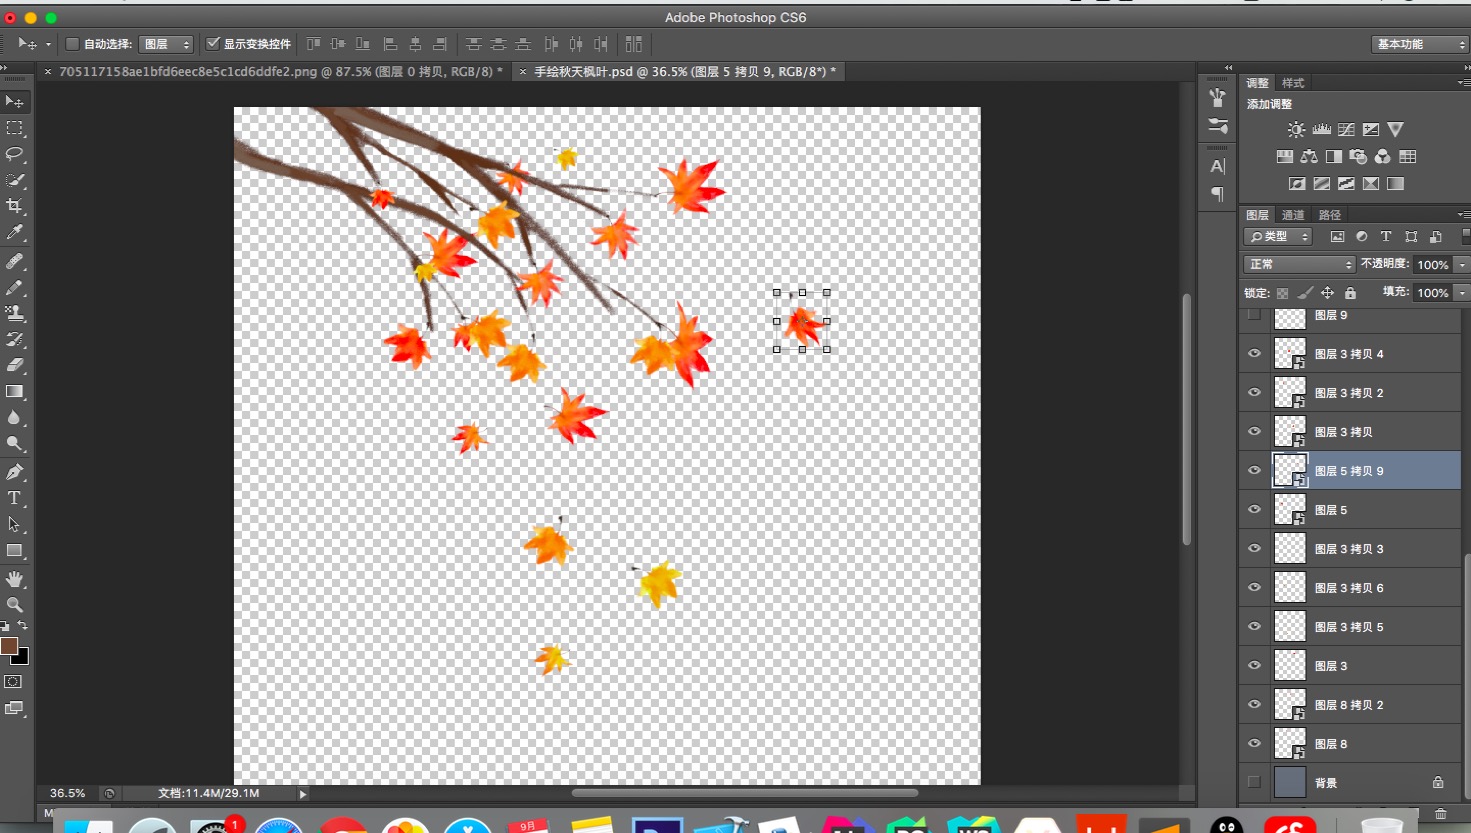 Adobe Photoshop CS6
自动选择:
图层
显示变换控件
基本功能
705117158ae1bfd6eec8e5c1cd6ddfe2.png @ 87.5% (图层 0 拷贝, RGB/8) *
手绘秋天枫叶.psd @ 36.5% (图层 5 拷贝 9, RGB/8*) *
调整
样式
添加调整
图层
通道
路径
类型
正常
不透明度:
100%
锁定:
填充:
100%
图层 9
图层 3 拷贝 4
图层 3 拷贝 2
图层 3 拷贝
图层 5 拷贝 9
图层 5
图层 3 拷贝 3
图层 3 拷贝 6
图层 3 拷贝 5
图层 3
图层 8 拷贝 2
图层 8
背景
36.5%
文档:11.4M/29.1M
1
9月